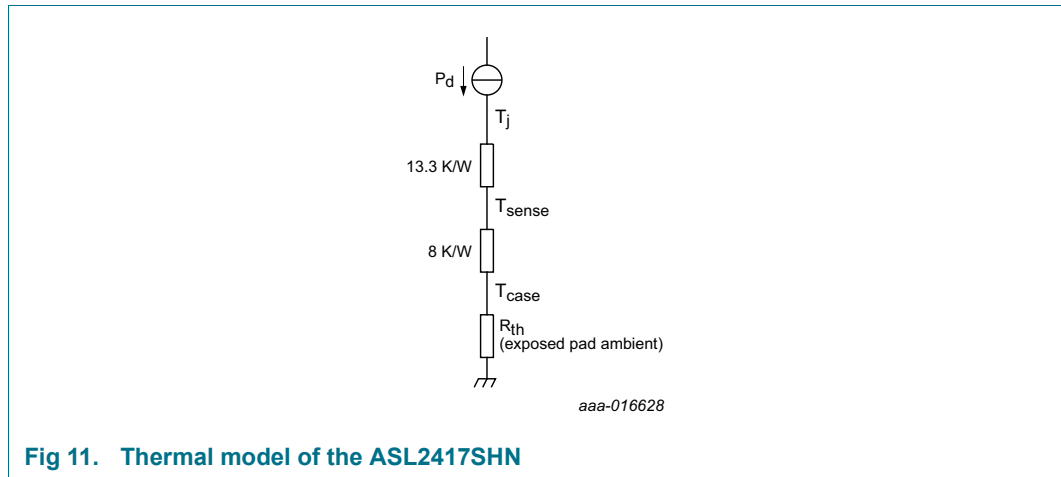 Pd
Tj
13.3 K/W
Tsense
8 K/W
Tcase
Rth
(exposed pad ambient)
aaa-016628
Fig 11. Thermal model of the ASL2417SHN